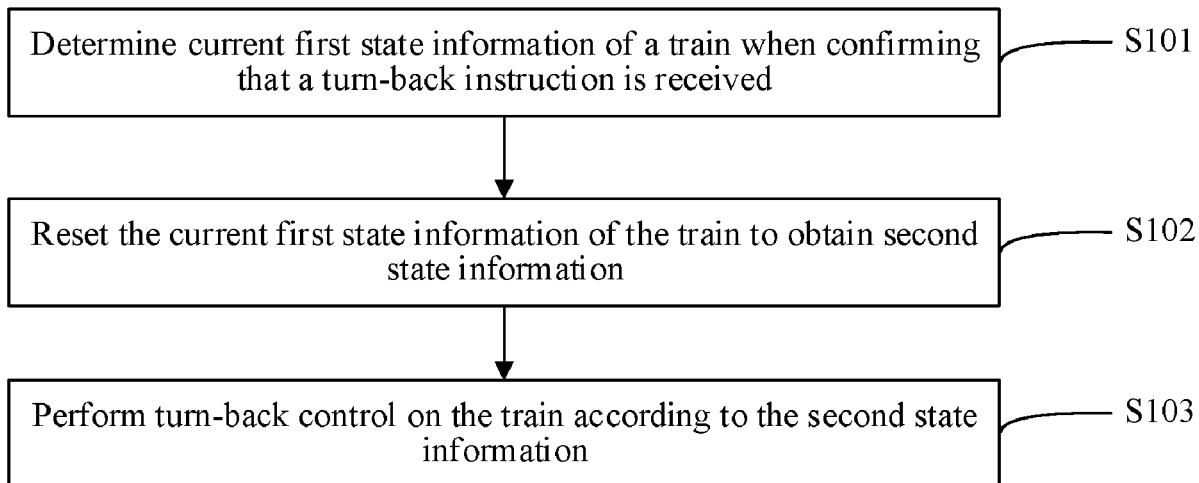 Determine current first state information of a train when confirming
that a turn-back instruction is received
S101
Reset the current first state information of the train to obtain second
state information
S102
Perform turn-back control on the train according to the second state
information
S103